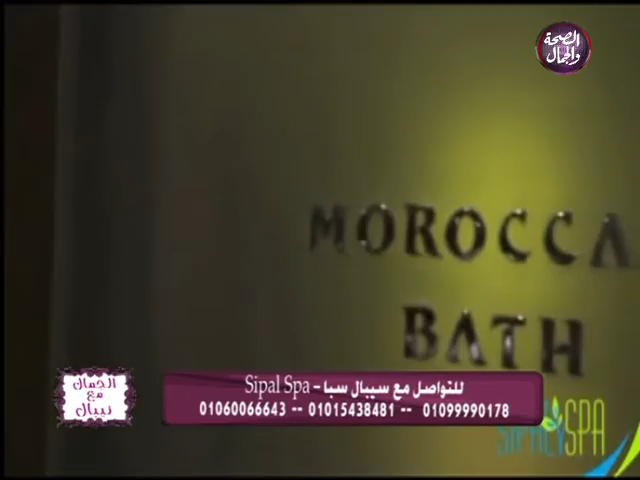 الصحة
والجمال
MOROCCA
BATH
الجمال
مع
نيبال
للتواصل مع سيبال سبا – Sipal Spa
01060066643 -- 01015438481 -- 01099990178
SPA